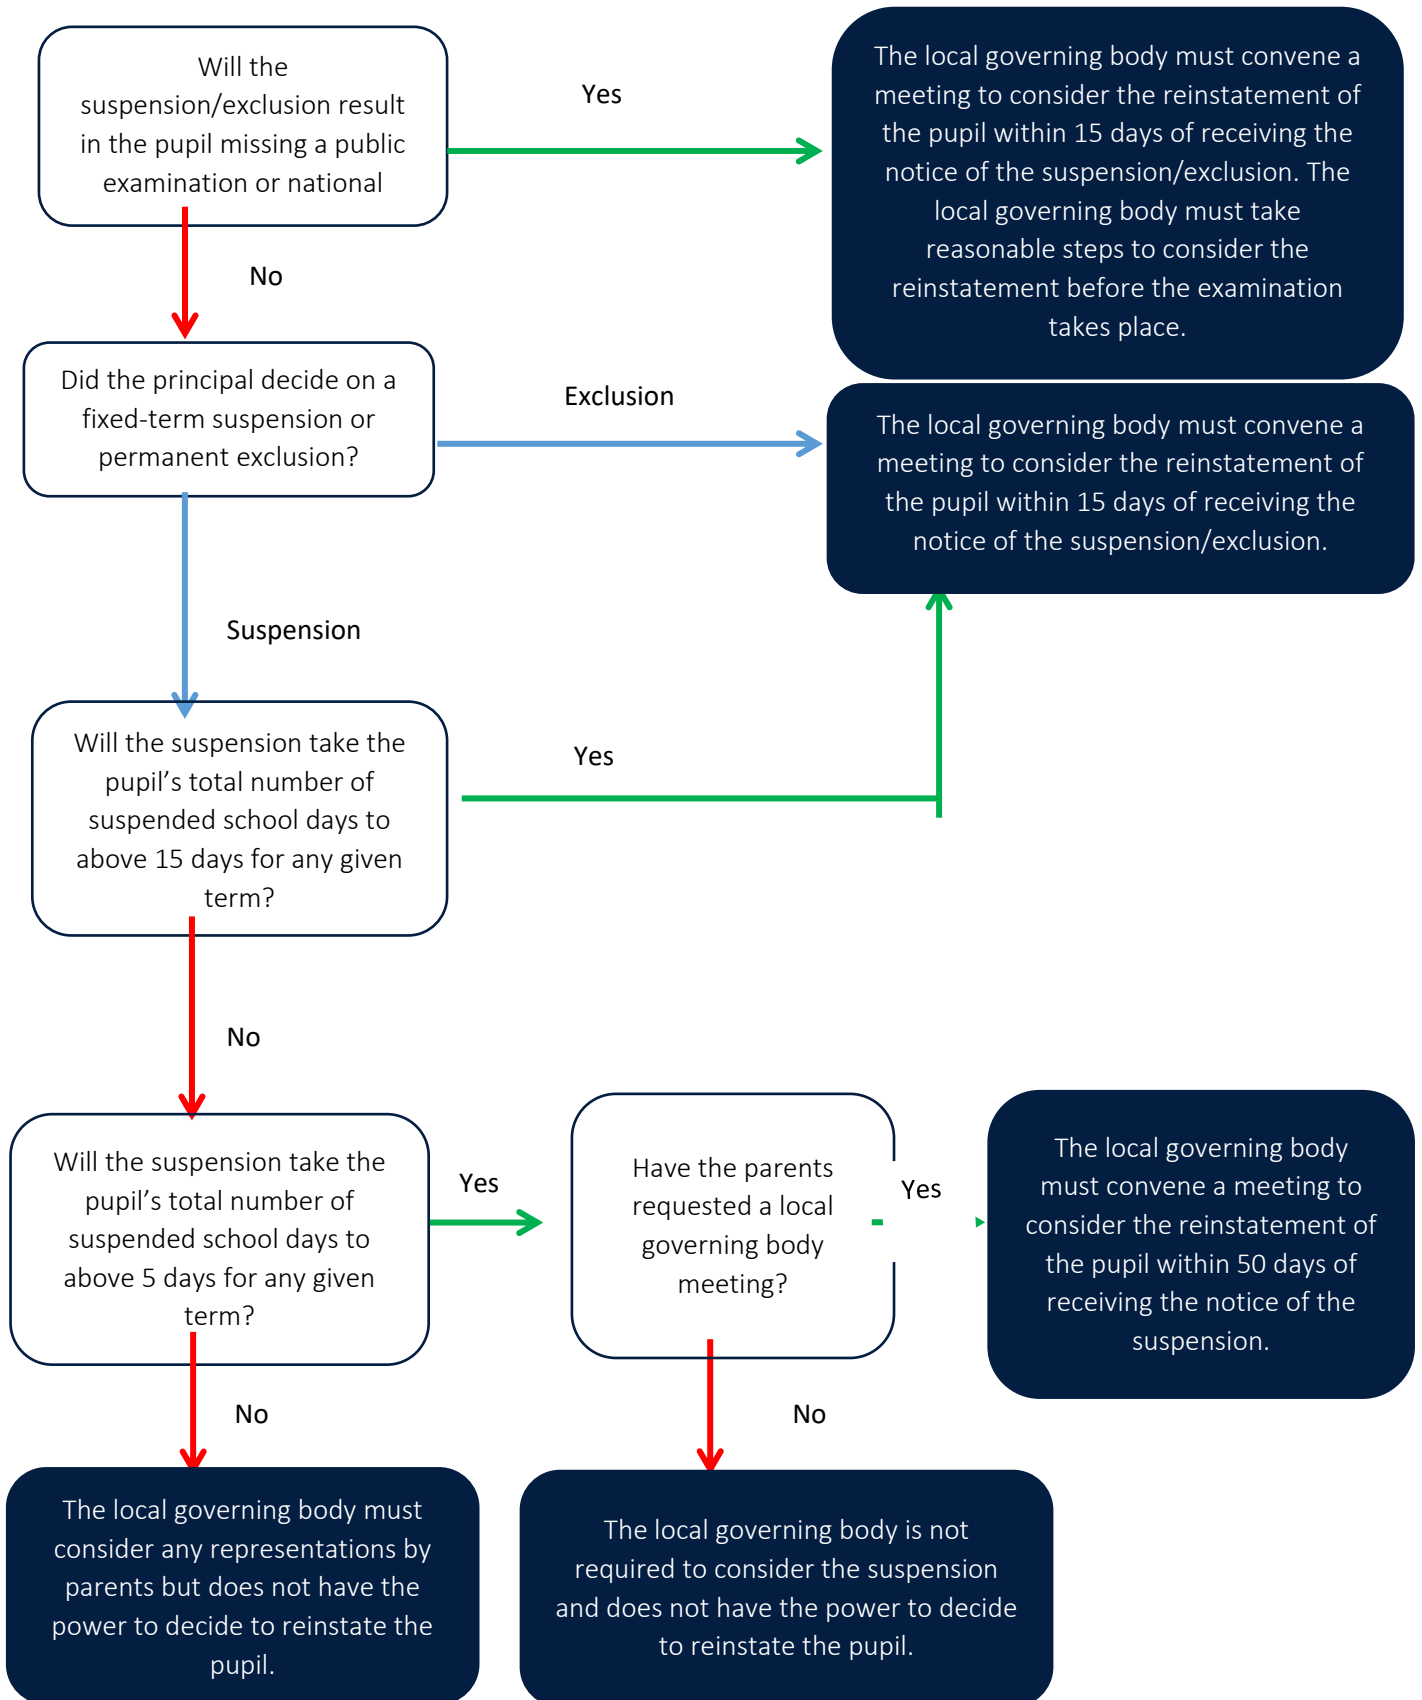 Will the
suspension/exclusion result
in the pupil missing a public
examination or national
Yes
The local governing body must convene a
meeting to consider the reinstatement of
the pupil within 15 days of receiving the
notice of the suspension/exclusion. The
local governing body must take
reasonable steps to consider the
reinstatement before the examination
takes place.
No
Did the principal decide on a
fixed-term suspension or
permanent exclusion?
Exclusion
The local governing body must convene a
meeting to consider the reinstatement of
the pupil within 15 days of receiving the
notice of the suspension/exclusion.
Suspension
Will the suspension take the
pupil’s total number of
suspended school days to
above 15 days for any given
term?
Yes
No
Will the suspension take the
pupil’s total number of
suspended school days to
above 5 days for any given
term?
Yes
Have the parents
requested a local
governing body
meeting?
Yes
The local governing body
must convene a meeting to
consider the reinstatement of
the pupil within 50 days of
receiving the notice of the
suspension.
No
No
The local governing body must
consider any representations by
parents but does not have the
power to decide to reinstate the
pupil.
The local governing body is not
required to consider the suspension
and does not have the power to decide
to reinstate the pupil.